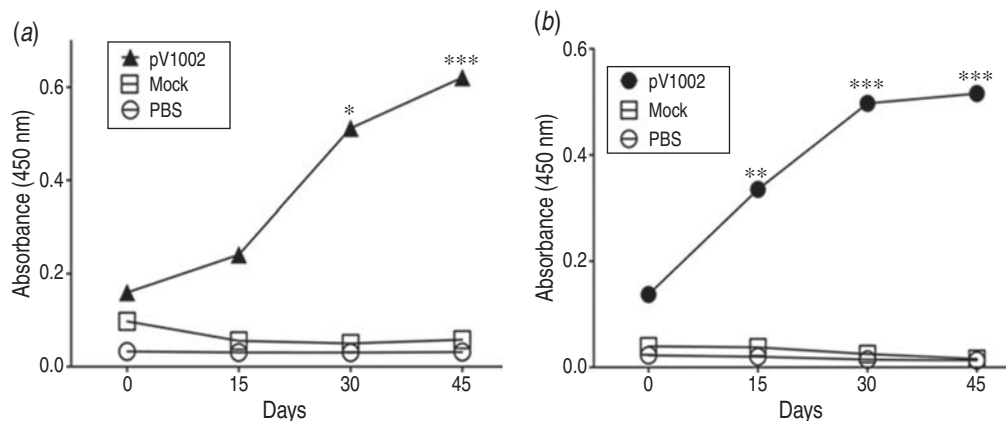 (a)
pV1002
Mock
PBS
*
***
0.6
0.4
0.2
0.0
Absorbance (450 nm)
0 15 30 45
Days
(b)
pV1002
Mock
PBS
**
***
***
0.6
0.4
0.2
0.0
Absorbance (450 nm)
0 15 30 45
Days